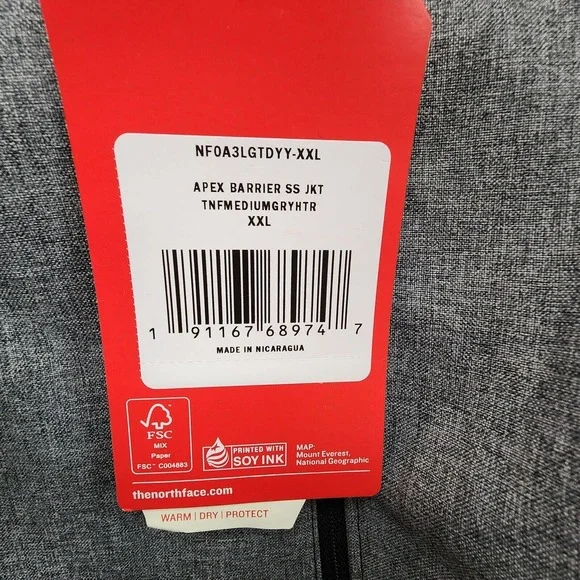 NF0A3LGTDYY-XXL
APEX BARRIER SS JKT
TNFMEDIUMGRYHTR
XXL
1 91167 68974 7
MADE IN NICARAGUA
FSC
MIX
Paper
FSC™ C004883
PRINTED WITH
SOY INK
MAP:
Mount Everest,
National Geographic
thenorthface.com
WARM | DRY | PROTECT